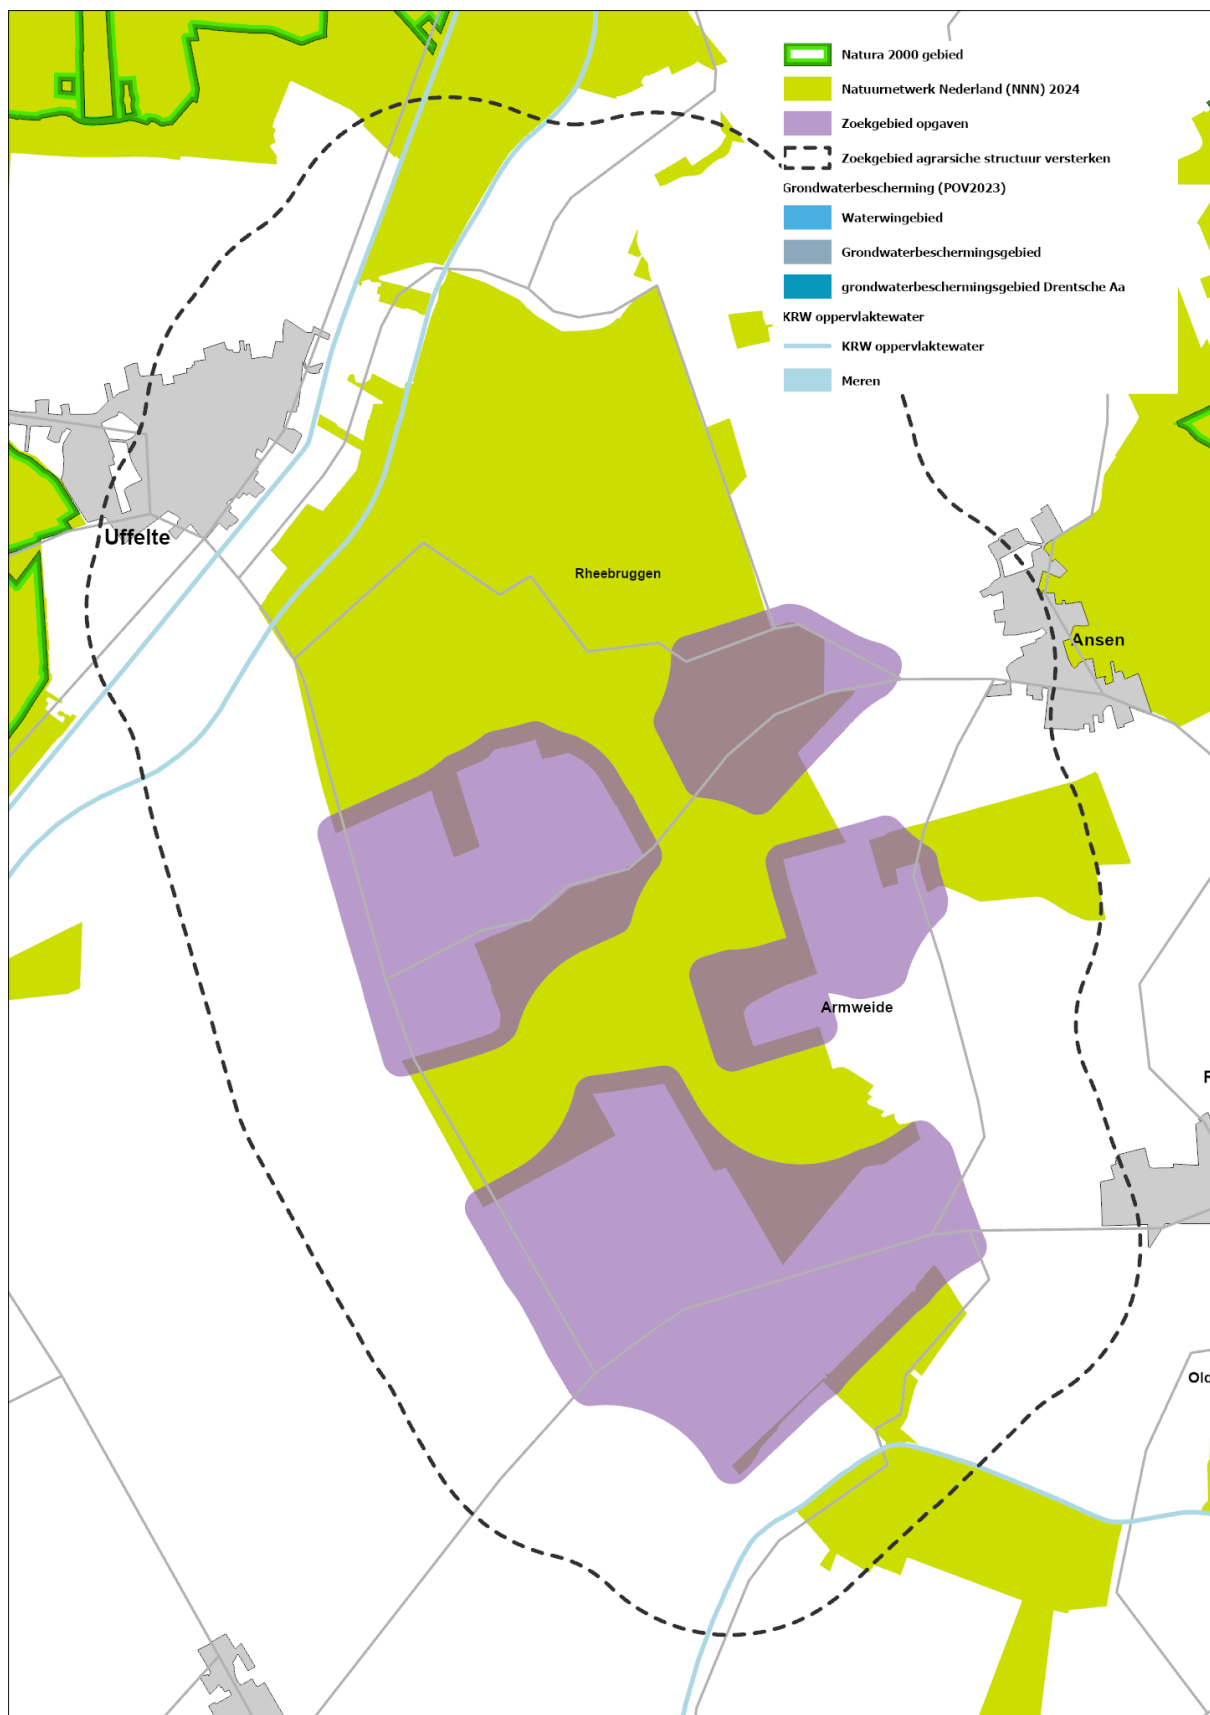 Natura 2000 gebied
Natuurnetwerk Nederland (NNN) 2024
Zoekgebied opgaven
Zoekgebied agrarsiche structuur versterken
Grondwaterbescherming (POV2023)
Waterwingebied
Grondwaterbeschermingsgebied
grondwaterbeschermingsgebied Drentsche Aa
KRW oppervlaktewater
KRW oppervlaktewater
Meren
Uffelte
Rheebruggen
Ansen
Armweide
R
Old